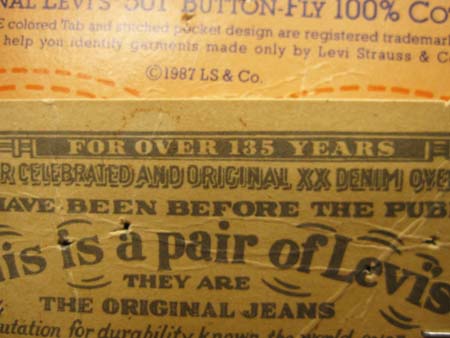 NAL LEVI'S 501 BUTTON-FLY 100% CO
E colored Tab and stitched pocket design are registered trademar
help you identify garments made only by Levi Strauss & C
©1987 LS & Co.
FOR OVER 135 YEARS
R CELEBRATED AND ORIGINAL XX DENIM OVE
HAVE BEEN BEFORE THE PUB
his is a pair of Levi's
THEY ARE
THE ORIGINAL JEANS
utation for durability known the world over